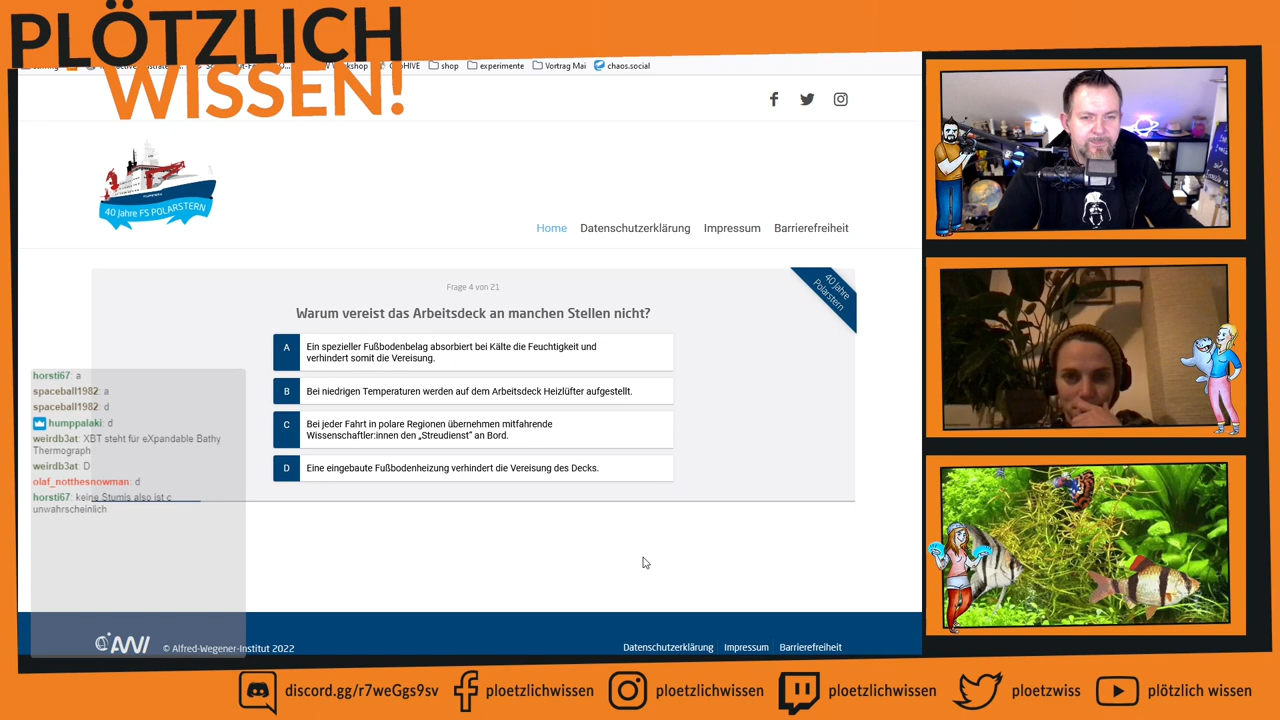 PLÖTZLICH
WISSEN!
shop
experimente
Vortrag Mai
chaos.social
40 Jahre FS POLARSTERN
Home
Datenschutzerklärung
Impressum
Barrierefreiheit
40 Jahre
Polarstern
Frage 4 von 21
Warum vereist das Arbeitsdeck an manchen Stellen nicht?
A
Ein spezieller Fußbodenbelag absorbiert bei Kälte die Feuchtigkeit und
verhindert somit die Vereisung.
B
Bei niedrigen Temperaturen werden auf dem Arbeitsdeck Heizlüfter aufgestellt.
C
Bei jeder Fahrt in polare Regionen übernehmen mitfahrende
Wissenschaftler:innen den „Streudienst" an Bord.
D
Eine eingebaute Fußbodenheizung verhindert die Vereisung des Decks.
horsti67: a
spaceball1982: a
spaceball1982: d
humppalaki: d
weirdb3at: XBT steht für eXpandable Bathy
Thermograph
weirdb3at: D
olaf_notthesnowman: d
horsti67: keine Stumis also ist c
unwahrscheinlich
AWI
© Alfred-Wegener-Institut 2022
Datenschutzerklärung
Impressum
Barrierefreiheit
discord.gg/r7weGgs9sv
ploetzlichwissen
ploetzlichwissen
ploetzlichwissen
ploetzwiss
plötzlich wissen